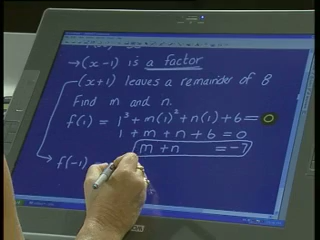 → (x-1) is a factor
(x+1) leaves a remainder of 8
Find m and n.
f(1) = 1³ + m(1)² + n(1) + 6 = 0
1 + m + n + 6 = 0
m + n = -7
f(-1)